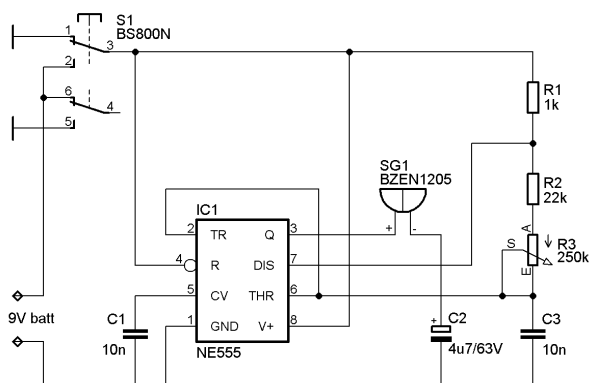 S1
BS800N
1
3
2
6
4
5
R1
1k
SG1
BZEN1205
R2
22k
IC1
2 TR Q 3
+ -
A
S
R3
250k
E
4 R DIS 7
5 CV THR 6
1 GND V+ 8
NE555
9V batt
C1
10n
+
C2
4u7/63V
C3
10n